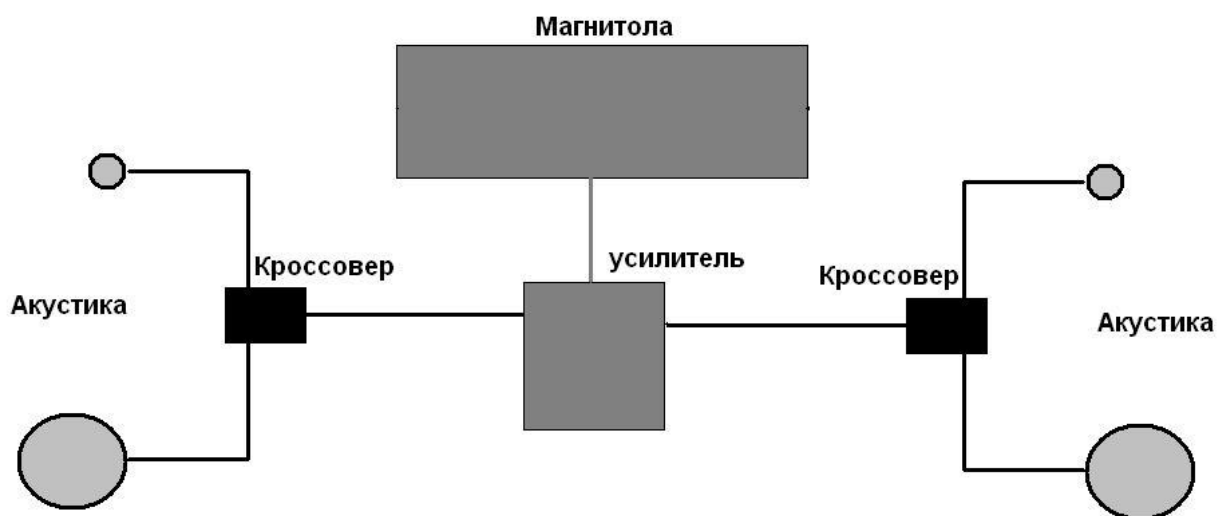 Магнитола
Кроссовер
усилитель
Кроссовер
Акустика
Акустика